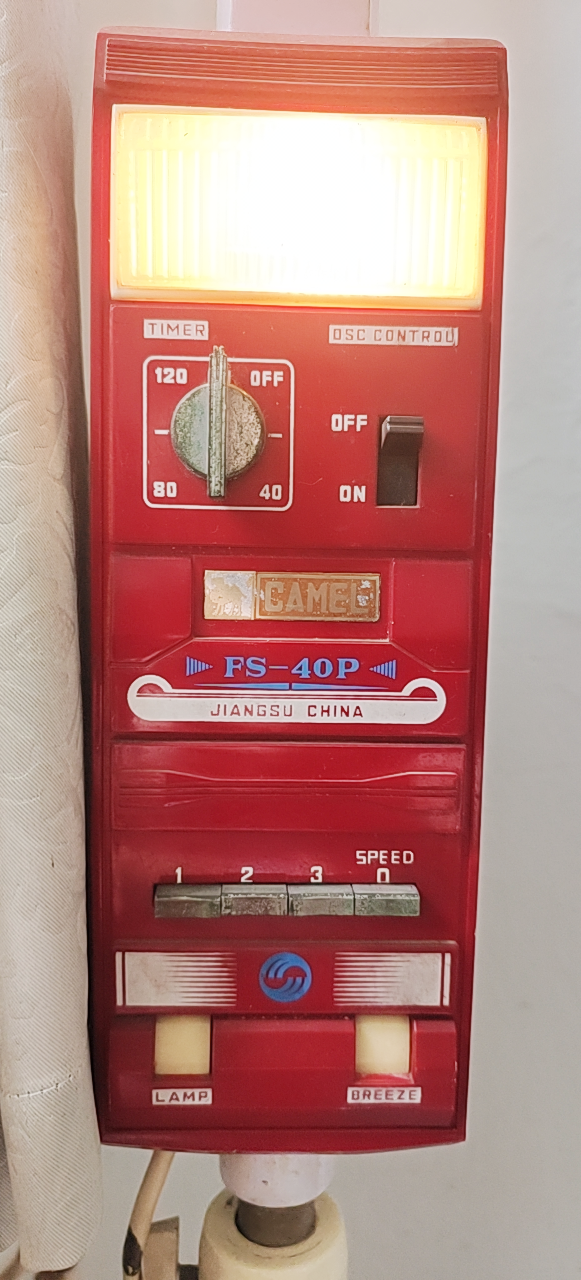 TIMER
OSC CONTROL
120 OFF
80 40
OFF
ON
CAMEL
FS-40P
JIANGSU CHINA
SPEED
1 2 3 0
LAMP
BREEZE